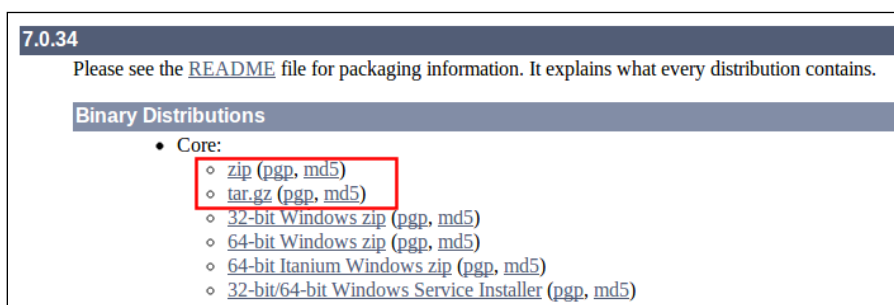 7.0.34
Please see the README file for packaging information. It explains what every distribution contains.
Binary Distributions
• Core:
◦ zip (pgp, md5)
◦ tar.gz (pgp, md5)
◦ 32-bit Windows zip (pgp, md5)
◦ 64-bit Windows zip (pgp, md5)
◦ 64-bit Itanium Windows zip (pgp, md5)
◦ 32-bit/64-bit Windows Service Installer (pgp, md5)